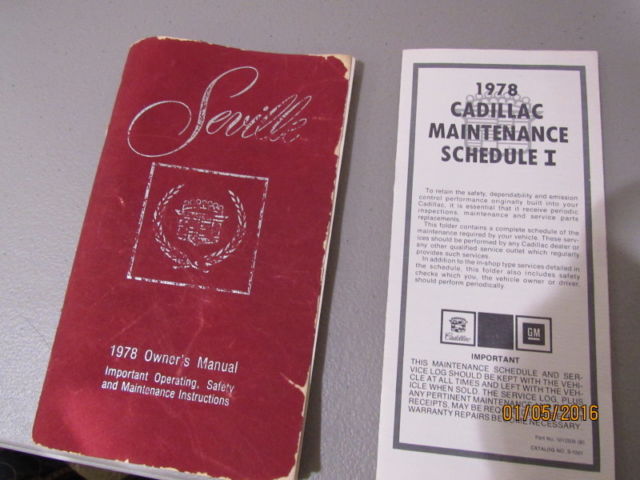 Seville
1978 Owner's Manual
Important Operating, Safety
and Maintenance Instructions
1978
CADILLAC
MAINTENANCE
SCHEDULE I
To retain the safety, dependability and emission
control performance originally built into your
Cadillac, it is essential that it receive periodic
inspections, maintenance and service parts
replacements.
This folder contains a complete schedule of the
maintenance required by your vehicle. These serv-
ices should be performed by any Cadillac dealer or
any other qualified service outlet which regularly
provides such services.
In addition to the in-shop type services detailed in
the schedule, this folder also includes safety
checks which you, the vehicle owner or driver,
should perform periodically.
Cadillac
GM
IMPORTANT
THIS MAINTENANCE SCHEDULE AND SER-
VICE LOG SHOULD BE KEPT WITH THE VEHI-
CLE AT ALL TIMES AND LEFT WITH THE VEH-
ICLE WHEN SOLD. THE SERVICE LOG, PLUS
ANY PERTINENT MAINTENANCE
RECEIPTS, MAY BE REQ
WARRANTY REPAIRS BECOME NECESSARY.
01/05/2016
Part No.
CATALOG NO.